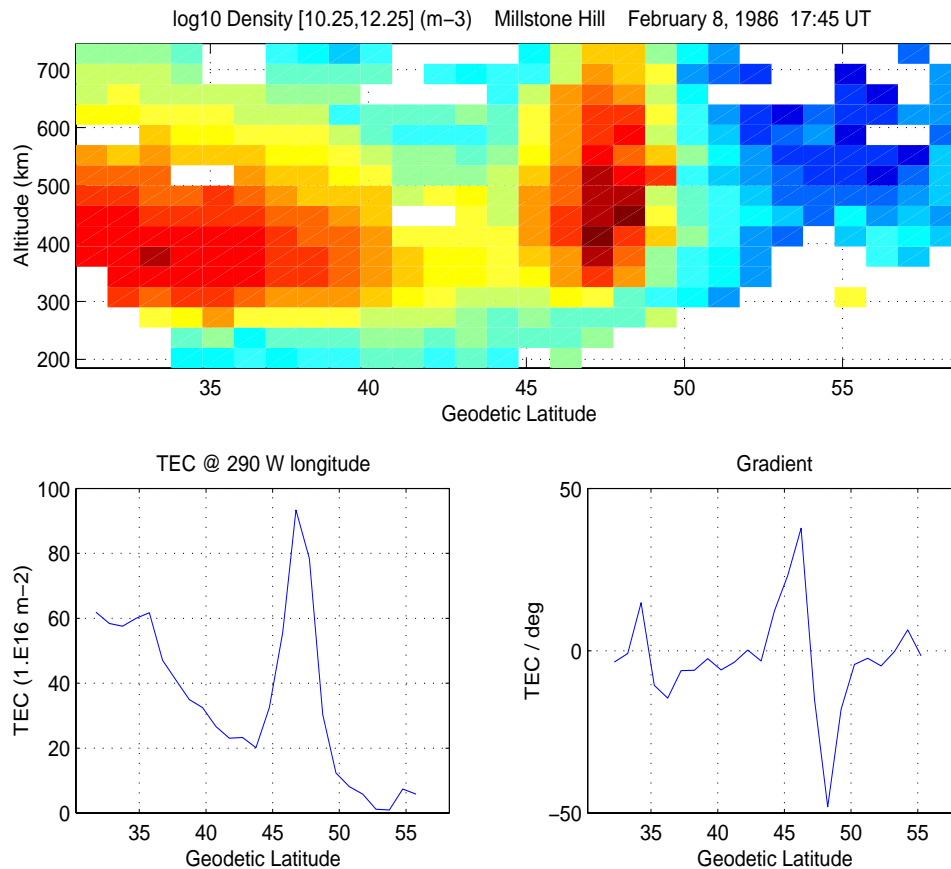 log10 Density [10.25,12.25] (m−3) Millstone Hill February 8, 1986 17:45 UT
Altitude (km)
700
600
500
400
300
200
35 40 45 50 55
Geodetic Latitude
TEC @ 290 W longitude
TEC (1.E16 m−2)
100
80
60
40
20
0
35 40 45 50 55
Geodetic Latitude
Gradient
TEC / deg
50
0
−50
35 40 45 50 55
Geodetic Latitude